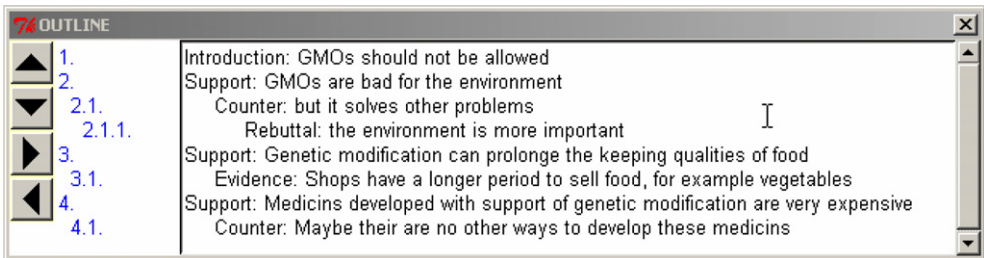 OUTLINE
1. Introduction: GMOs should not be allowed
2. Support: GMOs are bad for the environment
2.1. Counter: but it solves other problems
2.1.1. Rebuttal: the environment is more important
3. Support: Genetic modification can prolonge the keeping qualities of food
3.1. Evidence: Shops have a longer period to sell food, for example vegetables
4. Support: Medicins developed with support of genetic modification are very expensive
4.1. Counter: Maybe their are no other ways to develop these medicins